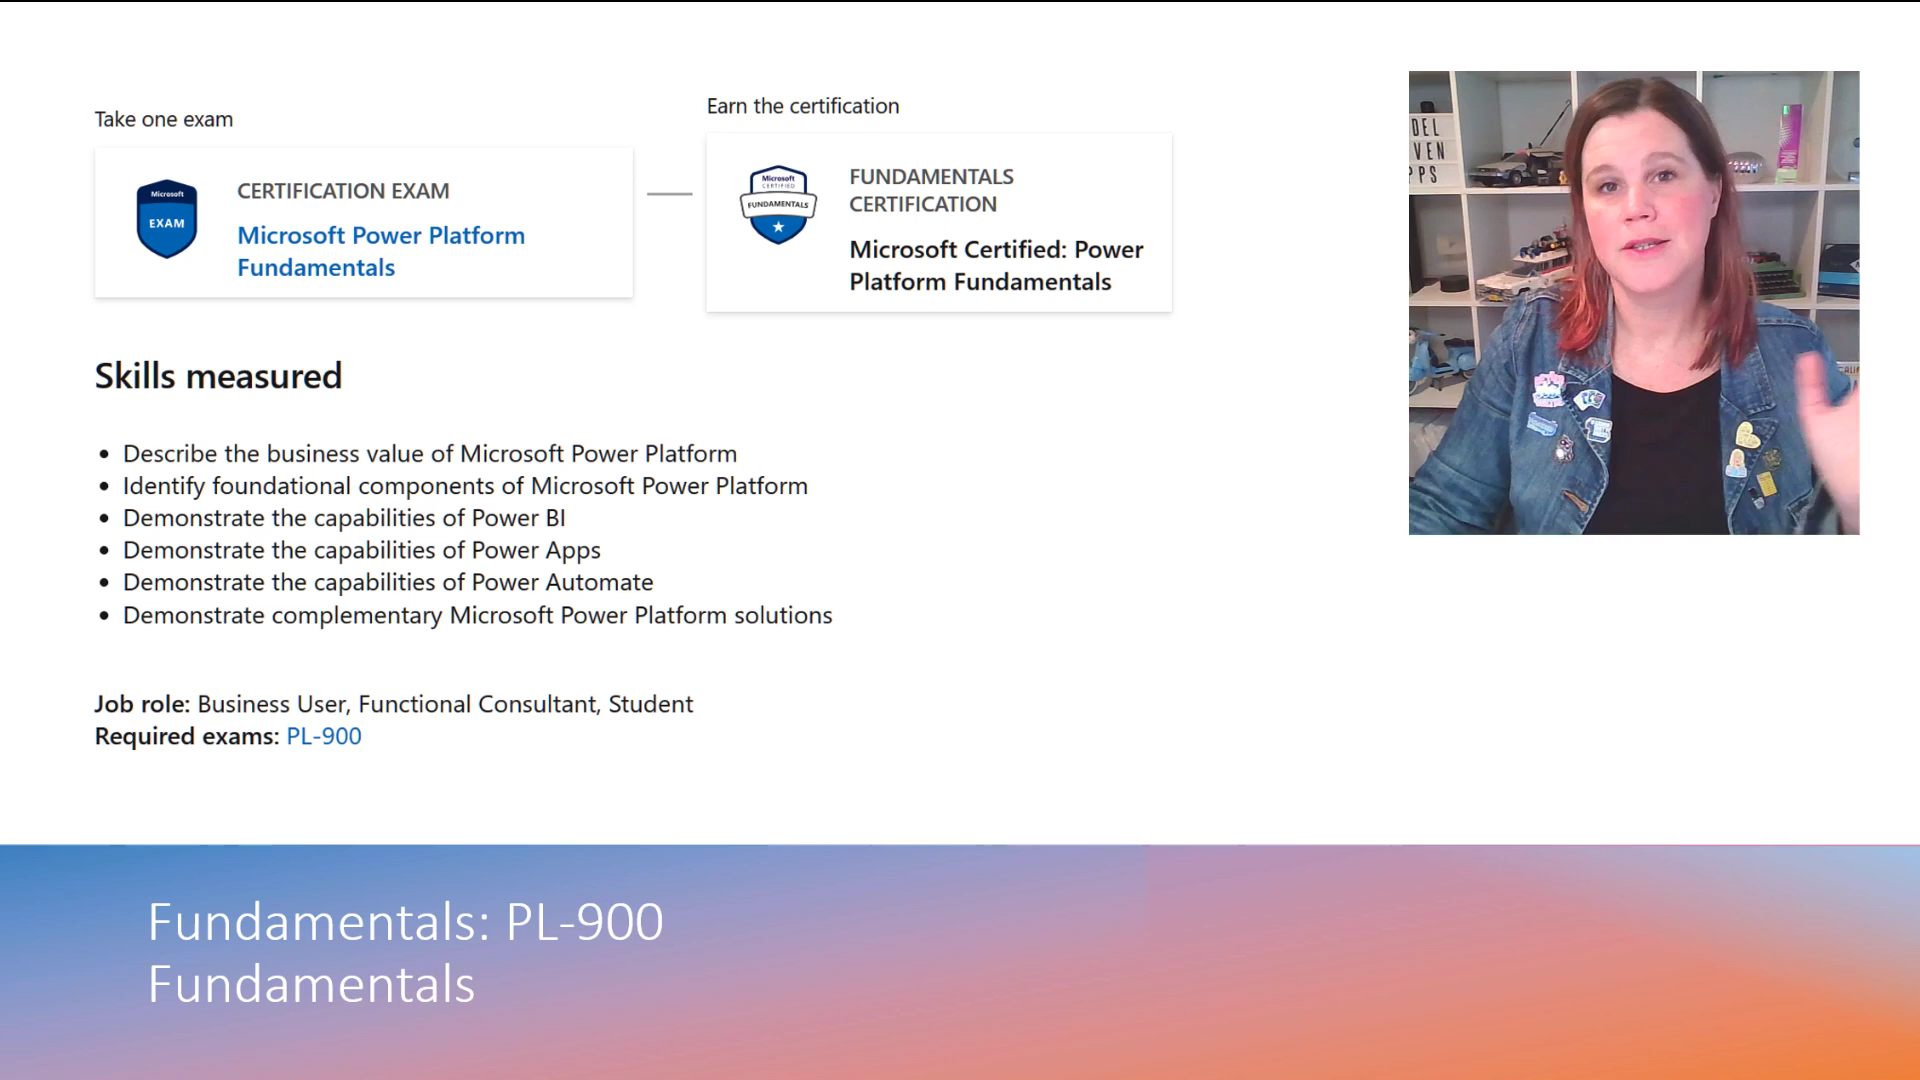 Take one exam
Microsoft
EXAM
CERTIFICATION EXAM
Microsoft Power Platform
Fundamentals
Earn the certification
Microsoft
CERTIFIED
FUNDAMENTALS
FUNDAMENTALS
CERTIFICATION
Microsoft Certified: Power
Platform Fundamentals
Skills measured
• Describe the business value of Microsoft Power Platform
• Identify foundational components of Microsoft Power Platform
• Demonstrate the capabilities of Power BI
• Demonstrate the capabilities of Power Apps
• Demonstrate the capabilities of Power Automate
• Demonstrate complementary Microsoft Power Platform solutions
Job role: Business User, Functional Consultant, Student
Required exams: PL-900
DEL
VEN
PPS
Fundamentals: PL-900
Fundamentals